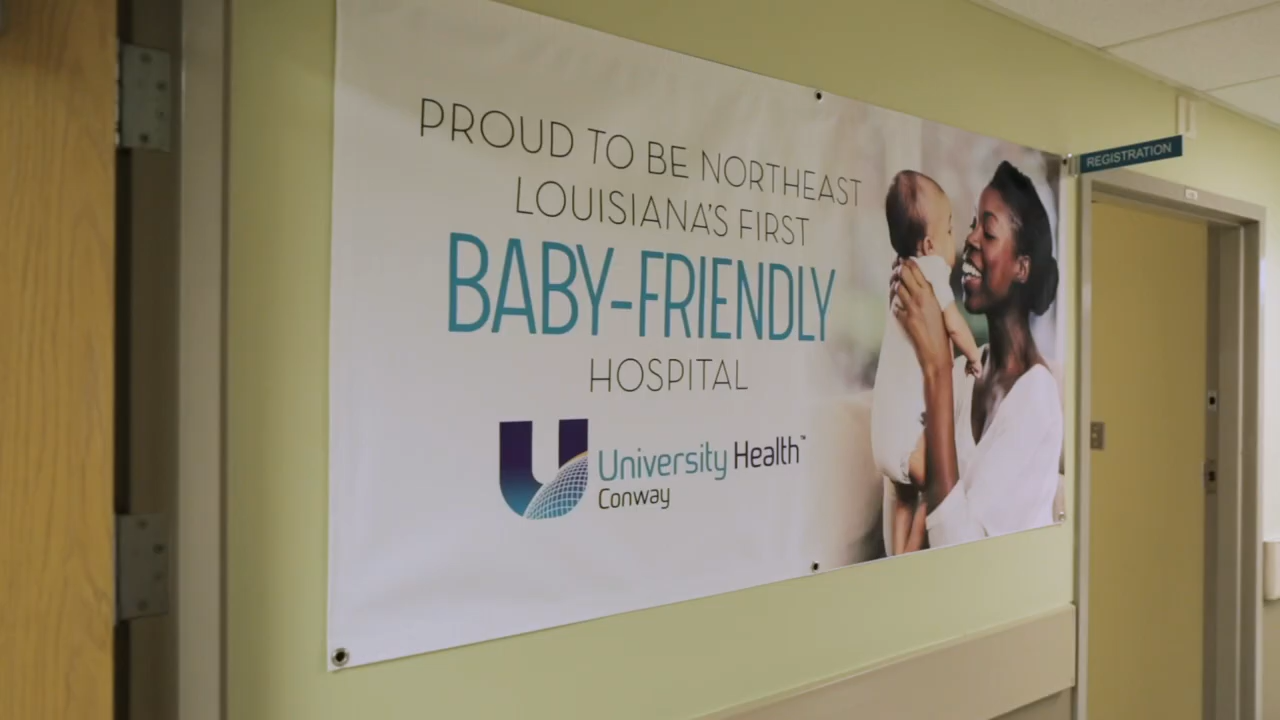 PROUD TO BE NORTHEAST
LOUISIANA'S FIRST
BABY-FRIENDLY
HOSPITAL
University Health™
Conway
REGISTRATION